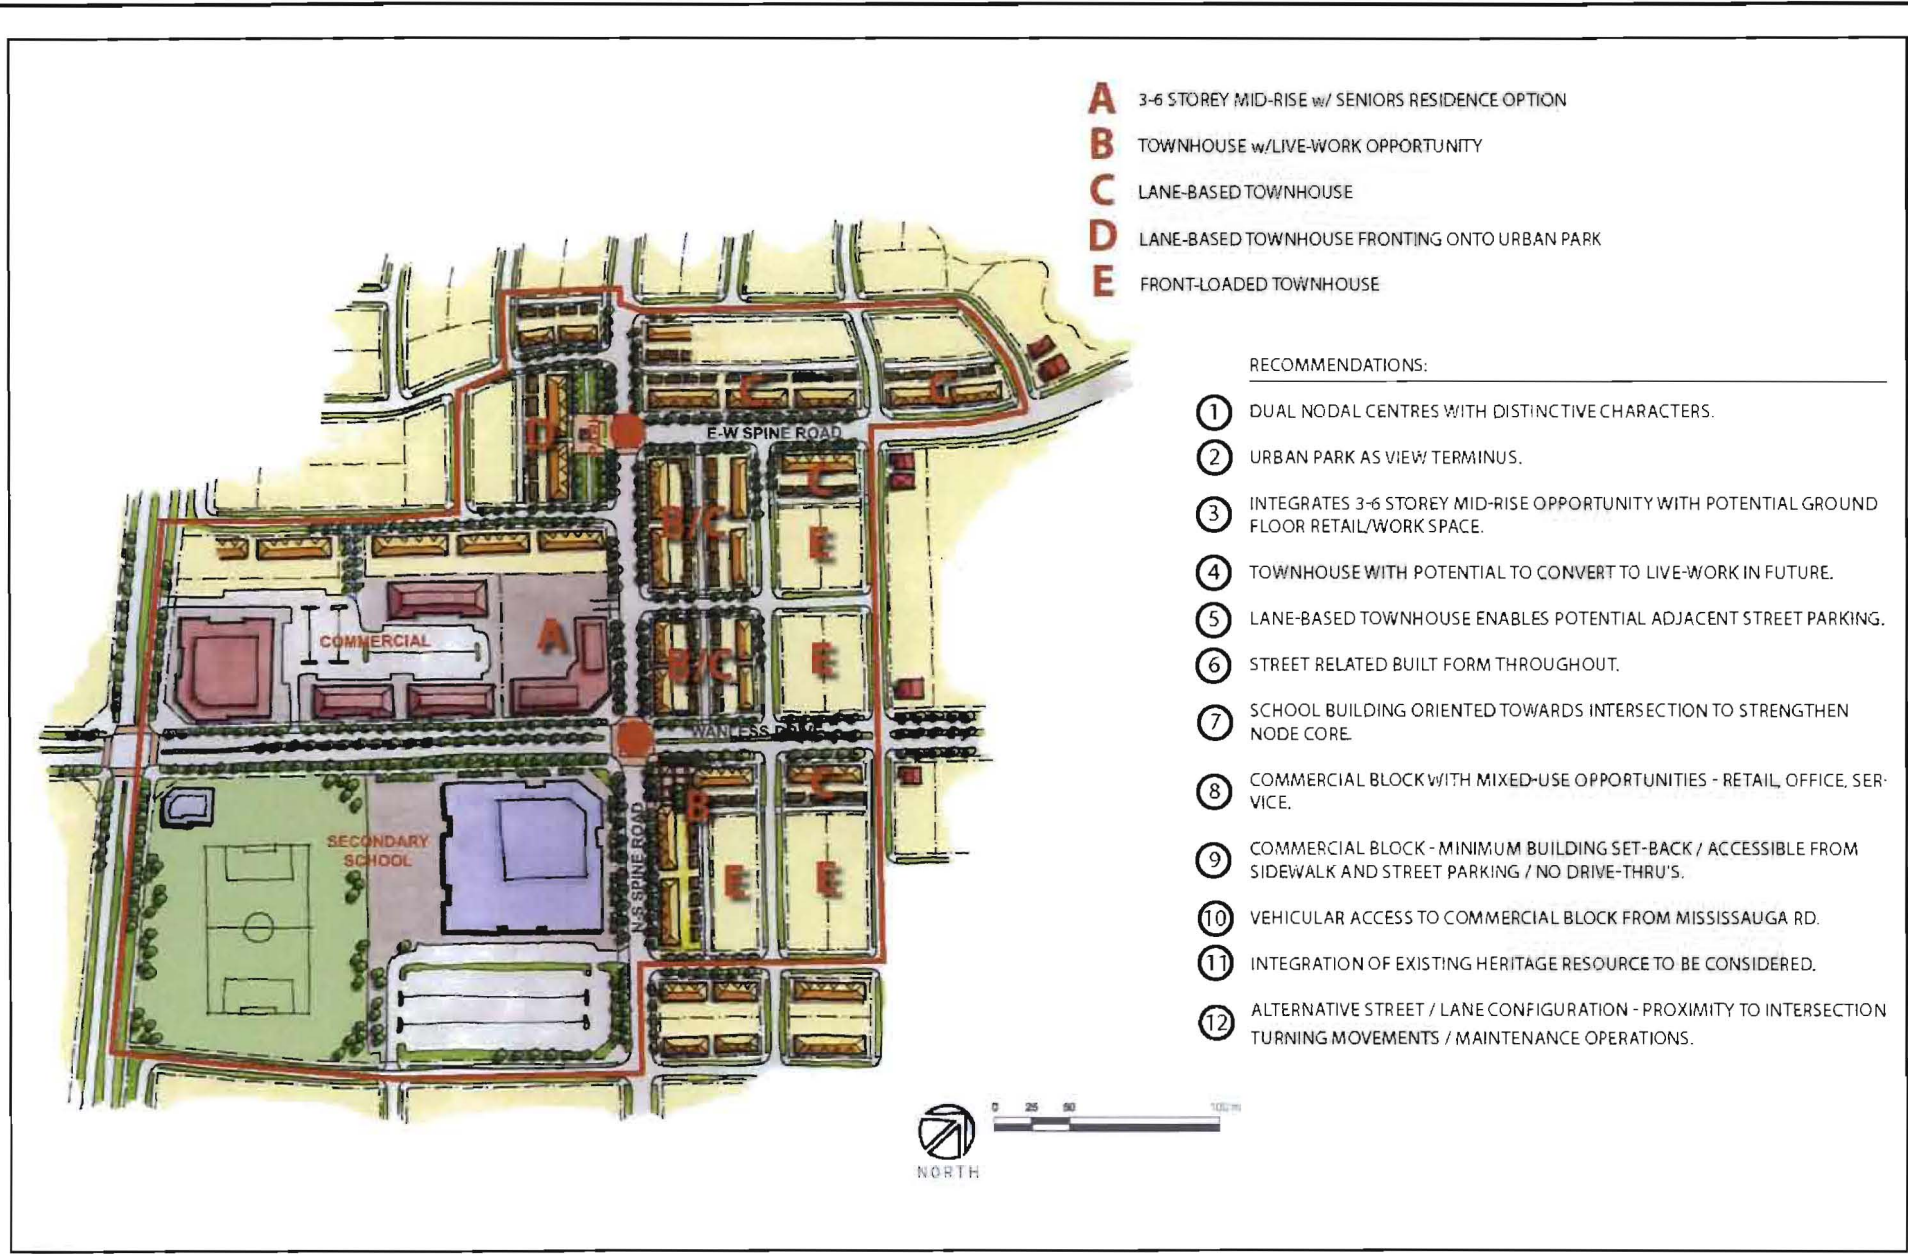 A 3-6 STOREY MID-RISE w/ SENIORS RESIDENCE OPTION
B TOWNHOUSE w/LIVE-WORK OPPORTUNITY
C LANE-BASED TOWNHOUSE
D LANE-BASED TOWNHOUSE FRONTING ONTO URBAN PARK
E FRONT-LOADED TOWNHOUSE
RECOMMENDATIONS:
1 DUAL NODAL CENTRES WITH DISTINCTIVE CHARACTERS.
2 URBAN PARK AS VIEW TERMINUS.
3 INTEGRATES 3-6 STOREY MID-RISE OPPORTUNITY WITH POTENTIAL GROUND
FLOOR RETAIL/WORK SPACE.
4 TOWNHOUSE WITH POTENTIAL TO CONVERT TO LIVE-WORK IN FUTURE.
5 LANE-BASED TOWNHOUSE ENABLES POTENTIAL ADJACENT STREET PARKING.
6 STREET RELATED BUILT FORM THROUGHOUT.
7 SCHOOL BUILDING ORIENTED TOWARDS INTERSECTION TO STRENGTHEN
NODE CORE.
8 COMMERCIAL BLOCK WITH MIXED-USE OPPORTUNITIES - RETAIL, OFFICE, SER-
VICE.
9 COMMERCIAL BLOCK - MINIMUM BUILDING SET-BACK / ACCESSIBLE FROM
SIDEWALK AND STREET PARKING / NO DRIVE-THRU'S.
10 VEHICULAR ACCESS TO COMMERCIAL BLOCK FROM MISSISSAUGA RD.
11 INTEGRATION OF EXISTING HERITAGE RESOURCE TO BE CONSIDERED.
12 ALTERNATIVE STREET / LANE CONFIGURATION - PROXIMITY TO INTERSECTION
TURNING MOVEMENTS / MAINTENANCE OPERATIONS.
C
C
D
E-W SPINE ROAD
C
B/C
E
COMMERCIAL
A
B/C
E
WANLESS DRIVE
B
C
SECONDARY
SCHOOL
N-S SPINE ROAD
E
E
0 25 50 100 m
NORTH